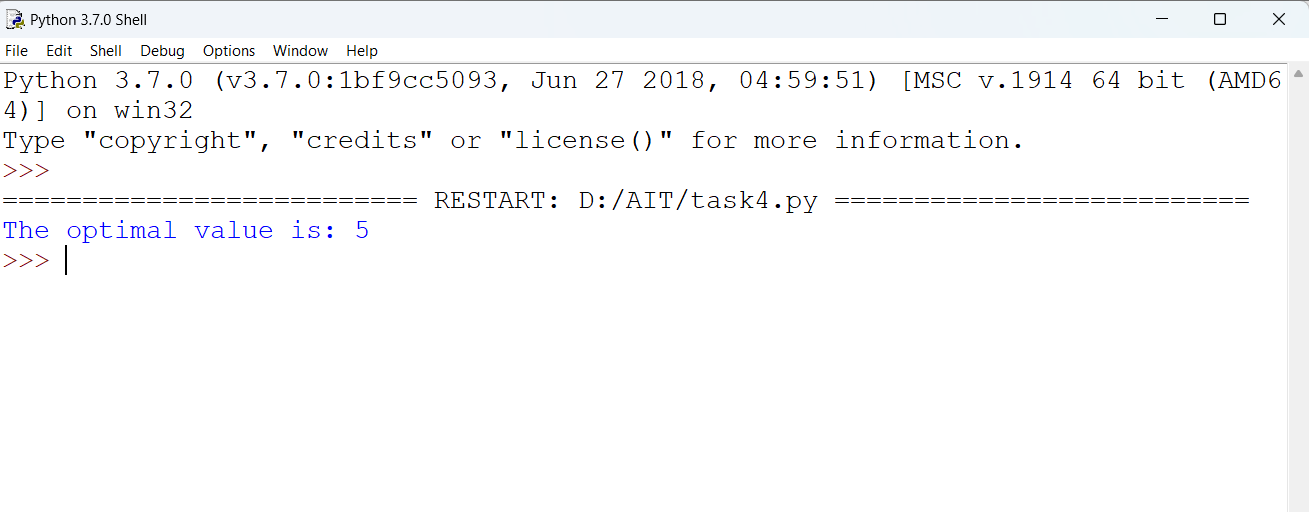 Python 3.7.0 Shell
File Edit Shell Debug Options Window Help
Python 3.7.0 (v3.7.0:1bf9cc5093, Jun 27 2018, 04:59:51) [MSC v.1914 64 bit (AMD6
4)] on win32
Type "copyright", "credits" or "license()" for more information.
>>>
========================== RESTART: D:/AIT/task4.py ==========================
The optimal value is: 5
>>>